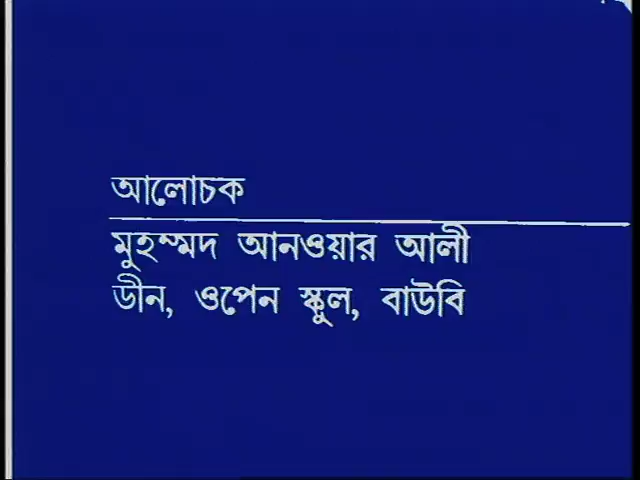 আলোচক
মুহম্মদ আনওয়ার আলী
ডীন, ওপেন স্কুল, বাউবি